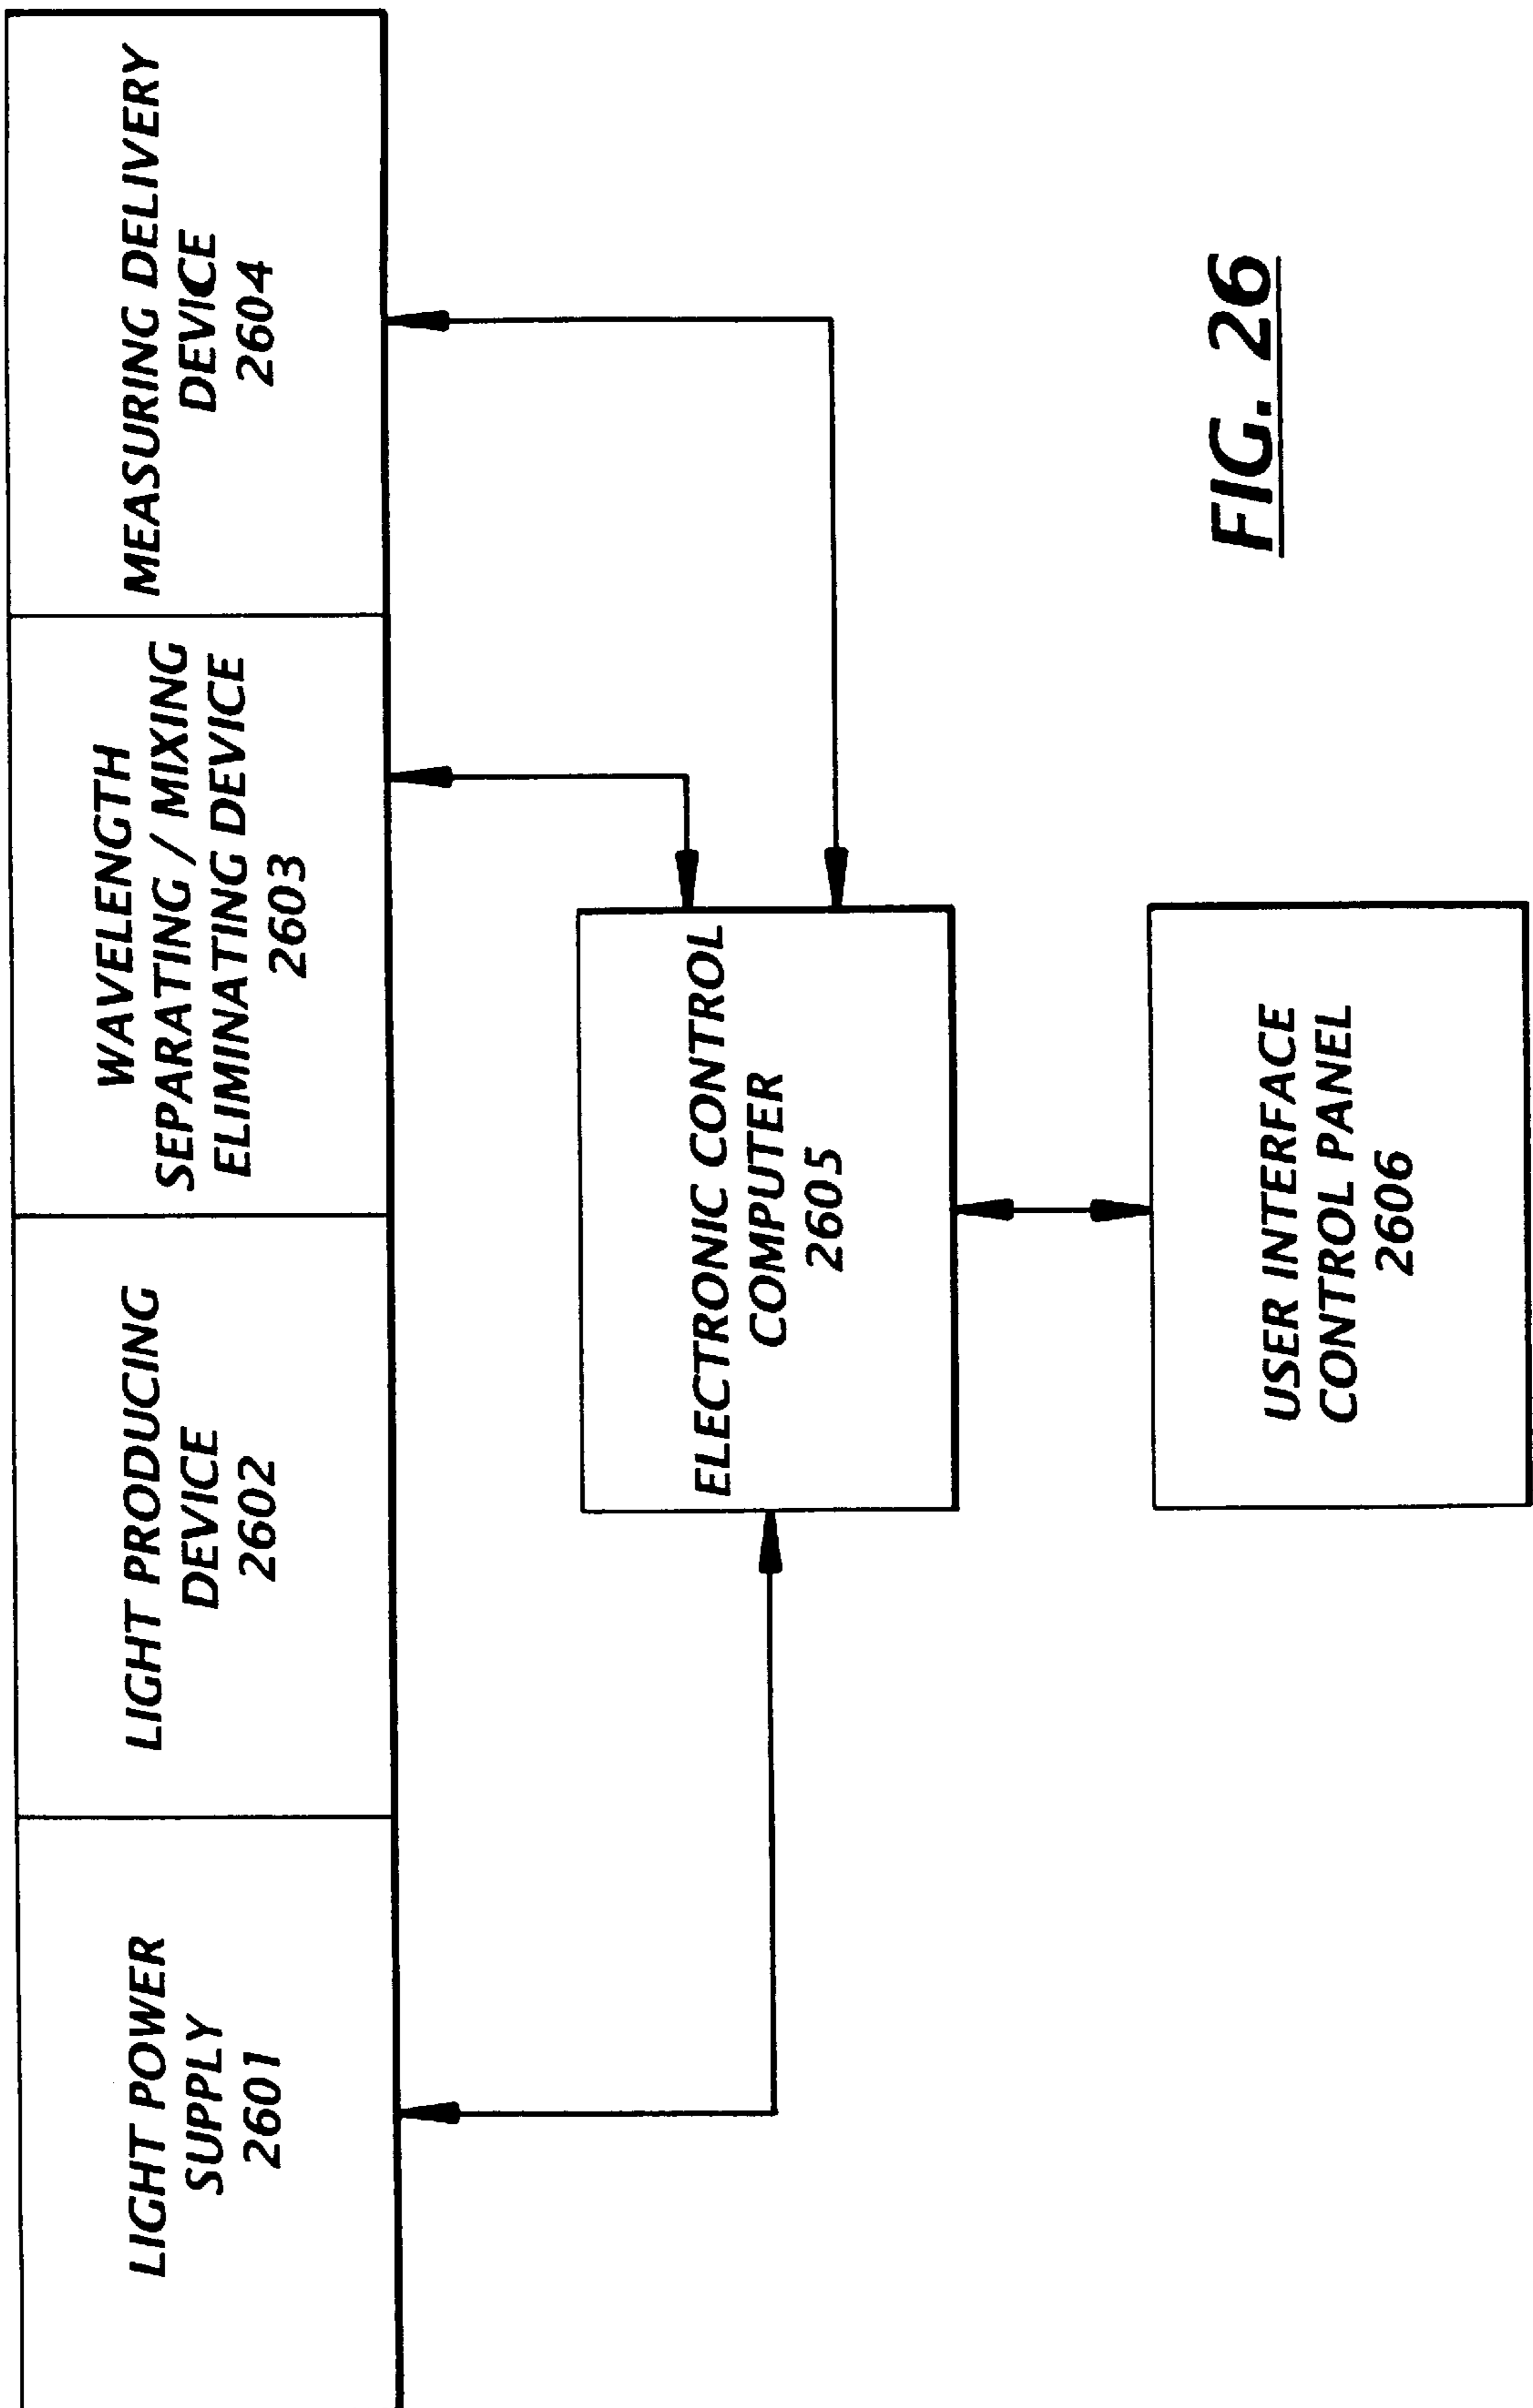 LIGHT POWER
SUPPLY
2601
LIGHT PRODUCING
DEVICE
2602
WAVELENGTH
SEPARATING / MIXING
ELIMINATING DEVICE
2603
MEASURING DELIVERY
DEVICE
2604
ELECTRONIC CONTROL
COMPUTER
2605
USER INTERFACE
CONTROL PANEL
2606
FIG. 26